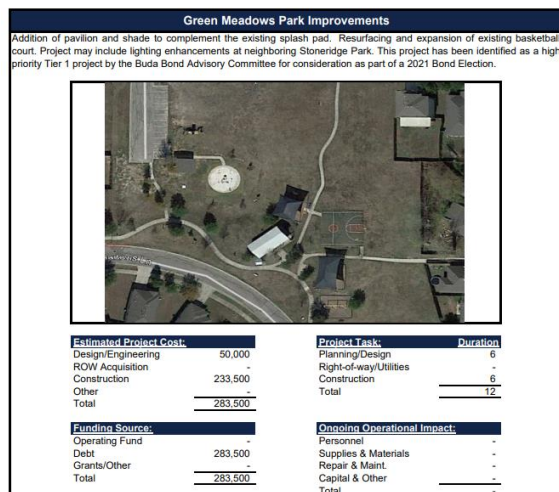 Green Meadows Park Improvements
Addition of pavilion and shade to complement the existing splash pad. Resurfacing and expansion of existing basketball
court. Project may include lighting enhancements at neighboring Stoneridge Park. This project has been identified as a high
priority Tier 1 project by the Buda Bond Advisory Committee for consideration as part of a 2021 Bond Election.
Estimated Project Cost:
Design/Engineering 50,000
ROW Acquisition -
Construction 233,500
Other -
Total 283,500
Project Task: Duration
Planning/Design 6
Right-of-way/Utilities -
Construction 6
Total 12
Funding Source:
Operating Fund -
Debt 283,500
Grants/Other -
Total 283,500
Ongoing Operational Impact:
Personnel -
Supplies & Materials -
Repair & Maint. -
Capital & Other -
Total -